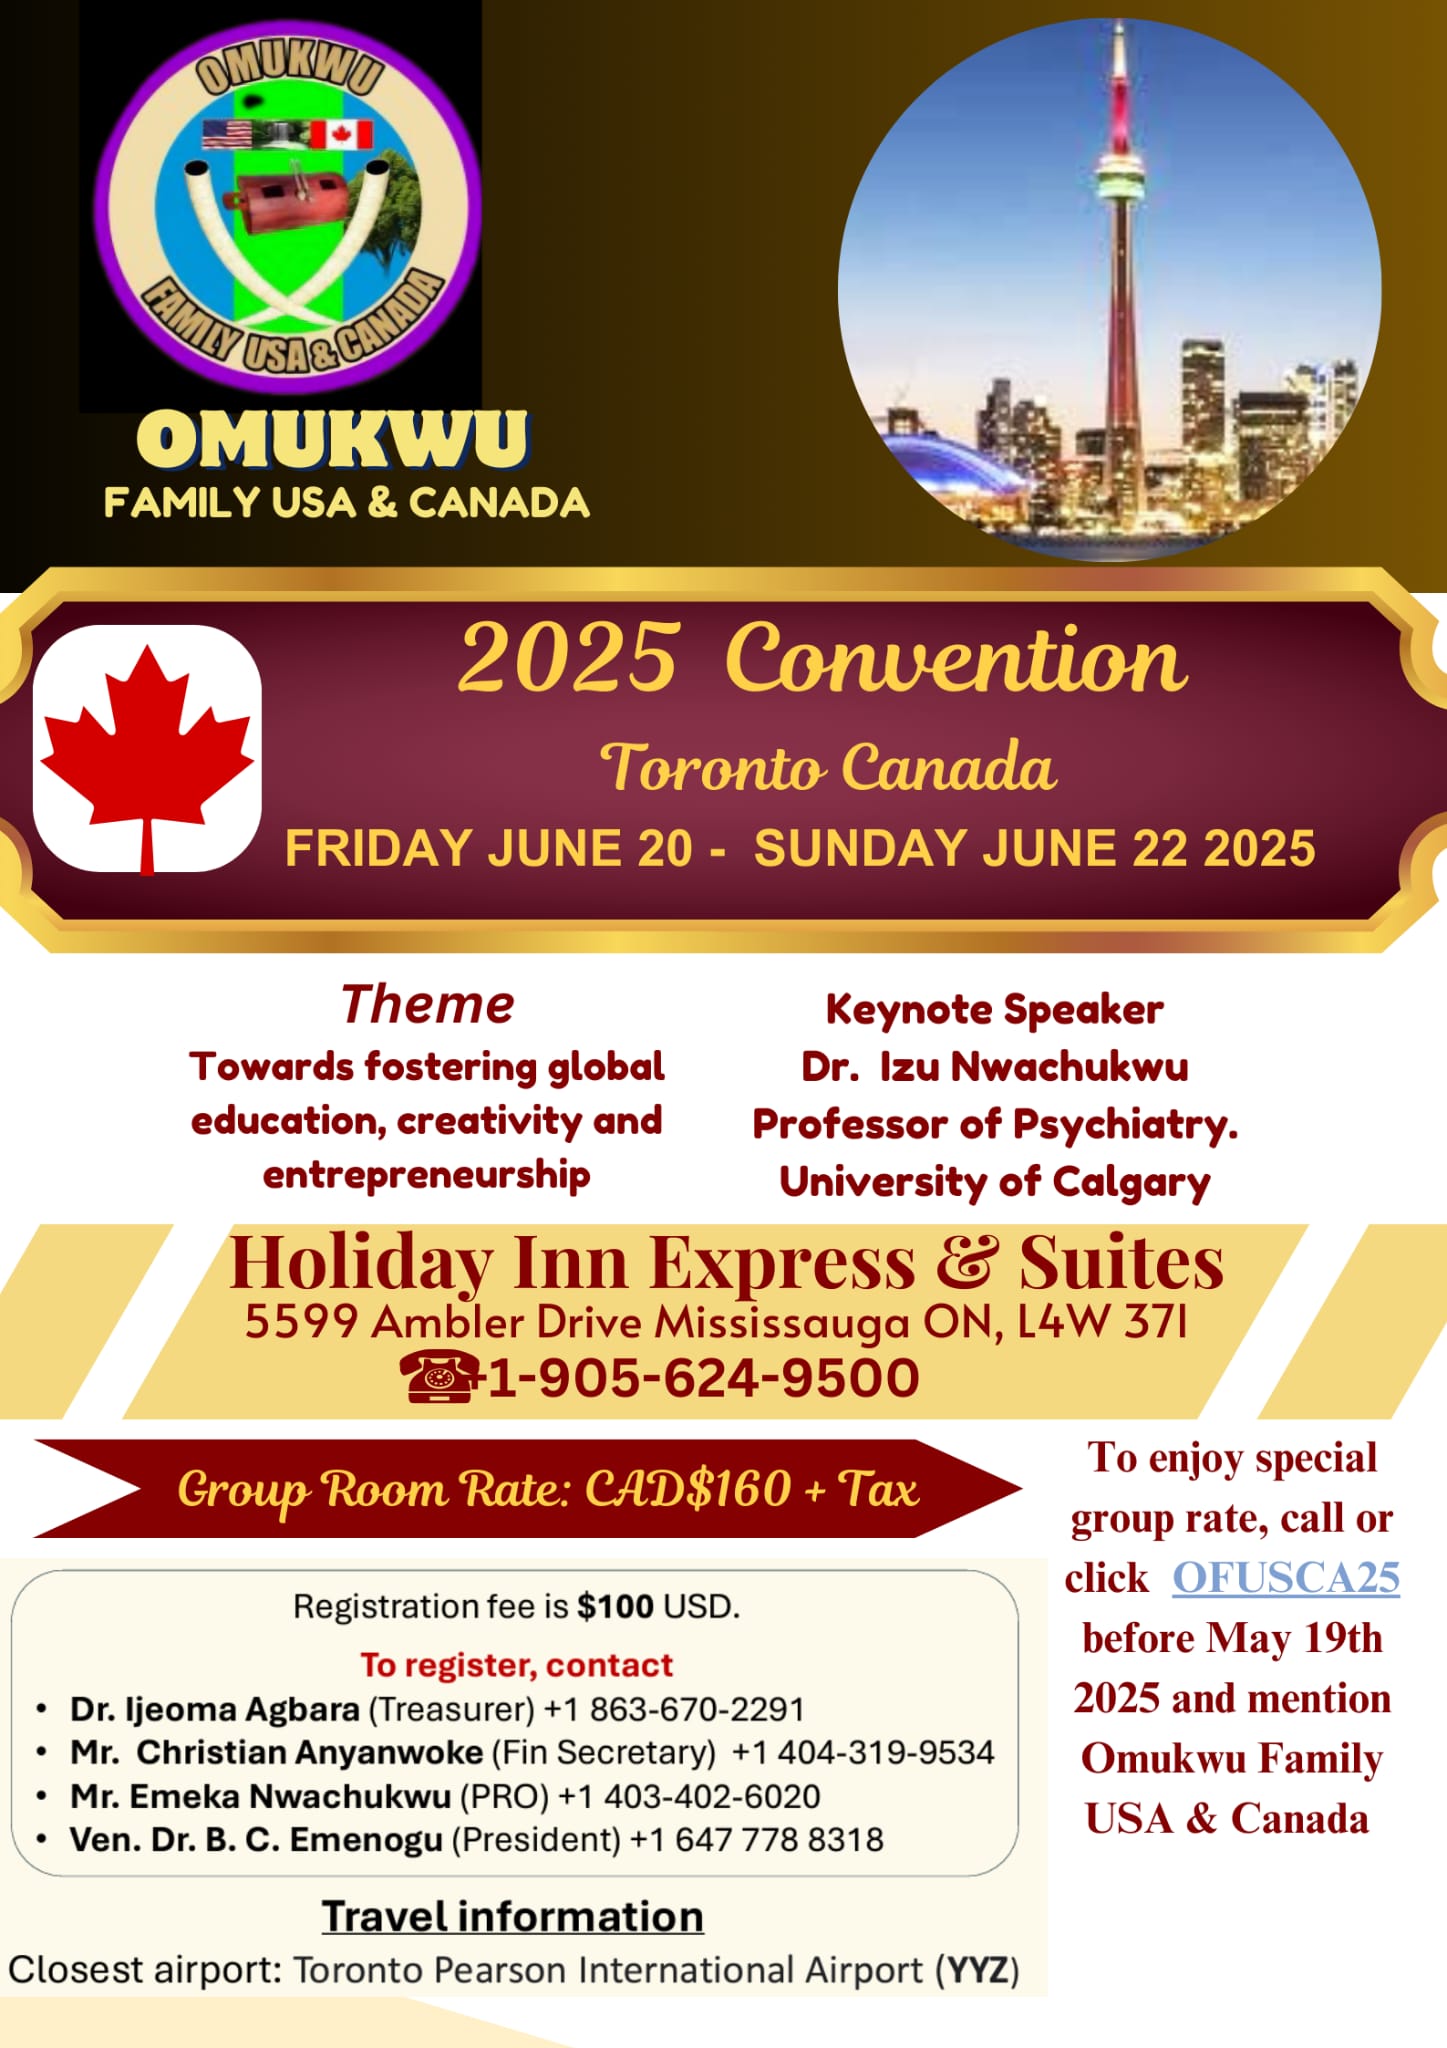 OMUKWU
FAMILY USA & CANADA
OMUKWU
FAMILY USA & CANADA
2025 Convention
Toronto Canada
FRIDAY JUNE 20 - SUNDAY JUNE 22 2025
Theme
Towards fostering global
education, creativity and
entrepreneurship
Keynote Speaker
Dr. Izu Nwachukwu
Professor of Psychiatry.
University of Calgary
Holiday Inn Express & Suites
5599 Ambler Drive Mississauga ON, L4W 3Z1
+1-905-624-9500
Group Room Rate: CAD$160 + Tax
To enjoy special
group rate, call or
click OFUSCA25
before May 19th
2025 and mention
Omukwu Family
USA & Canada
Registration fee is $100 USD.
To register, contact
• Dr. Ijeoma Agbara (Treasurer) +1 863-670-2291
• Mr. Christian Anyanwoke (Fin Secretary) +1 404-319-9534
• Mr. Emeka Nwachukwu (PRO) +1 403-402-6020
• Ven. Dr. B. C. Emenogu (President) +1 647 778 8318
Travel information
Closest airport: Toronto Pearson International Airport (YYZ)